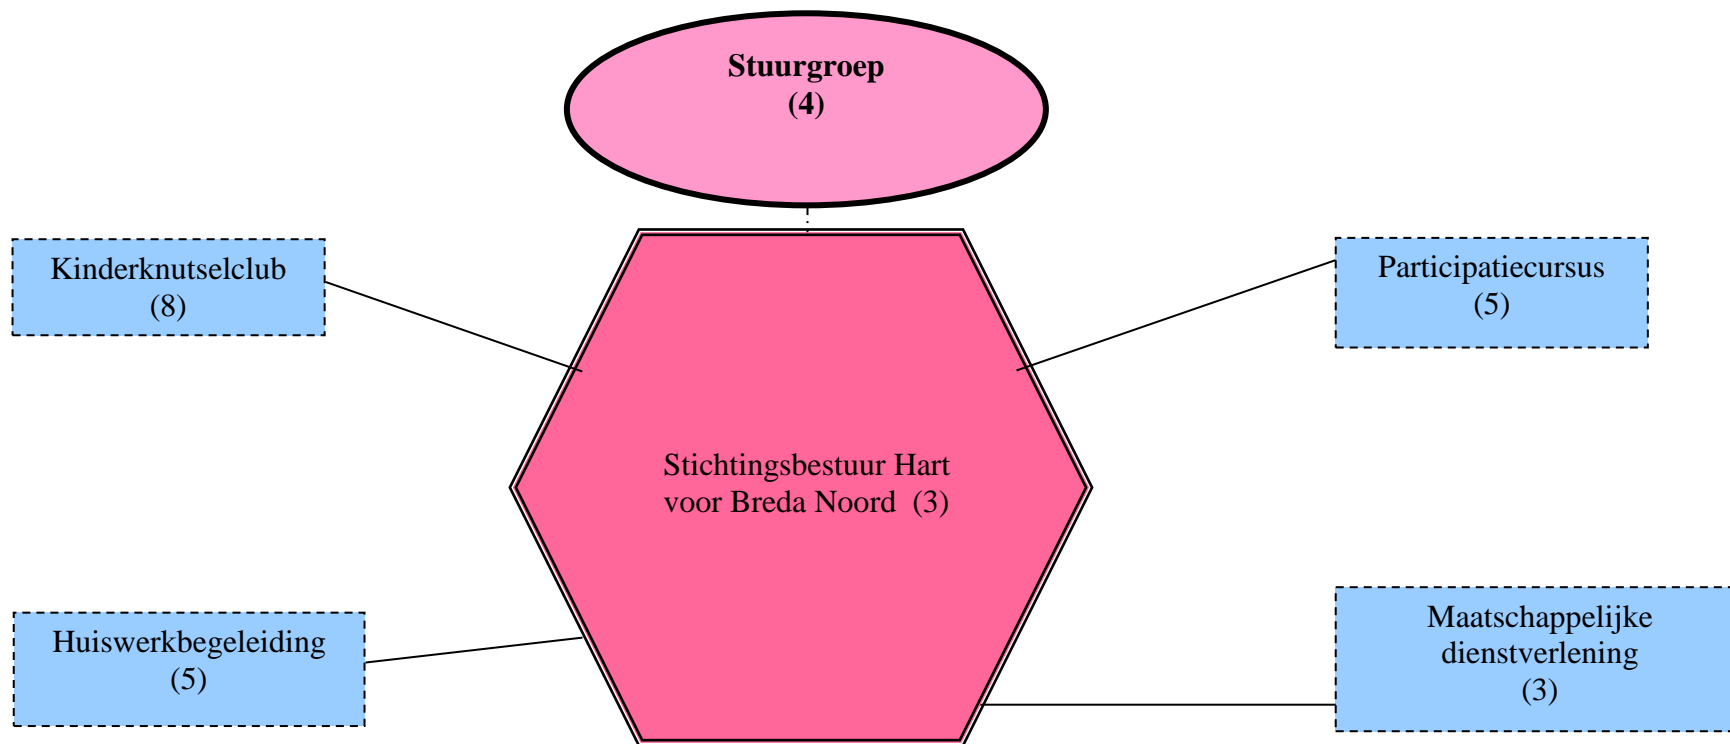 Stuurgroep
(4)
Kinderknutselclub
(8)
Participatiecursus
(5)
Stichtingsbestuur Hart
voor Breda Noord (3)
Huiswerkbegeleiding
(5)
Maatschappelijke
dienstverlening
(3)